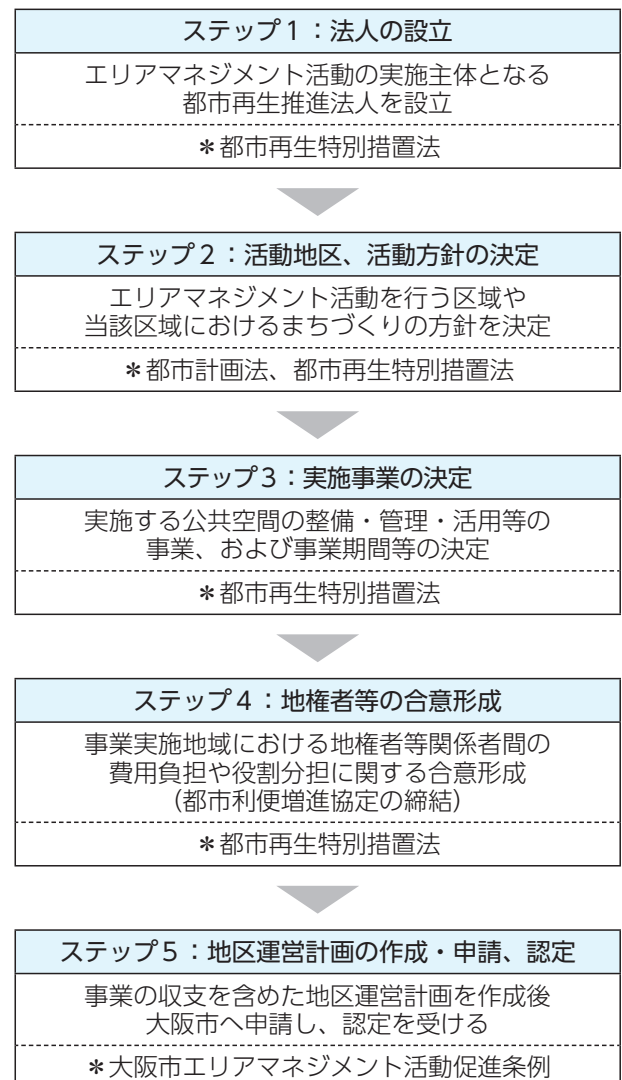 ステップ1：法人の設立
エリアマネジメント活動の実施主体となる
都市再生推進法人を設立
＊都市再生特別措置法
ステップ2：活動地区、活動方針の決定
エリアマネジメント活動を行う区域や
当該区域におけるまちづくりの方針を決定
＊都市計画法、都市再生特別措置法
ステップ3：実施事業の決定
実施する公共空間の整備・管理・活用等の
事業、および事業期間等の決定
＊都市再生特別措置法
ステップ4：地権者等の合意形成
事業実施地域における地権者等関係者間の
費用負担や役割分担に関する合意形成
（都市利便増進協定の締結）
＊都市再生特別措置法
ステップ5：地区運営計画の作成・申請、認定
事業の収支を含めた地区運営計画を作成後
大阪市へ申請し、認定を受ける
＊大阪市エリアマネジメント活動促進条例